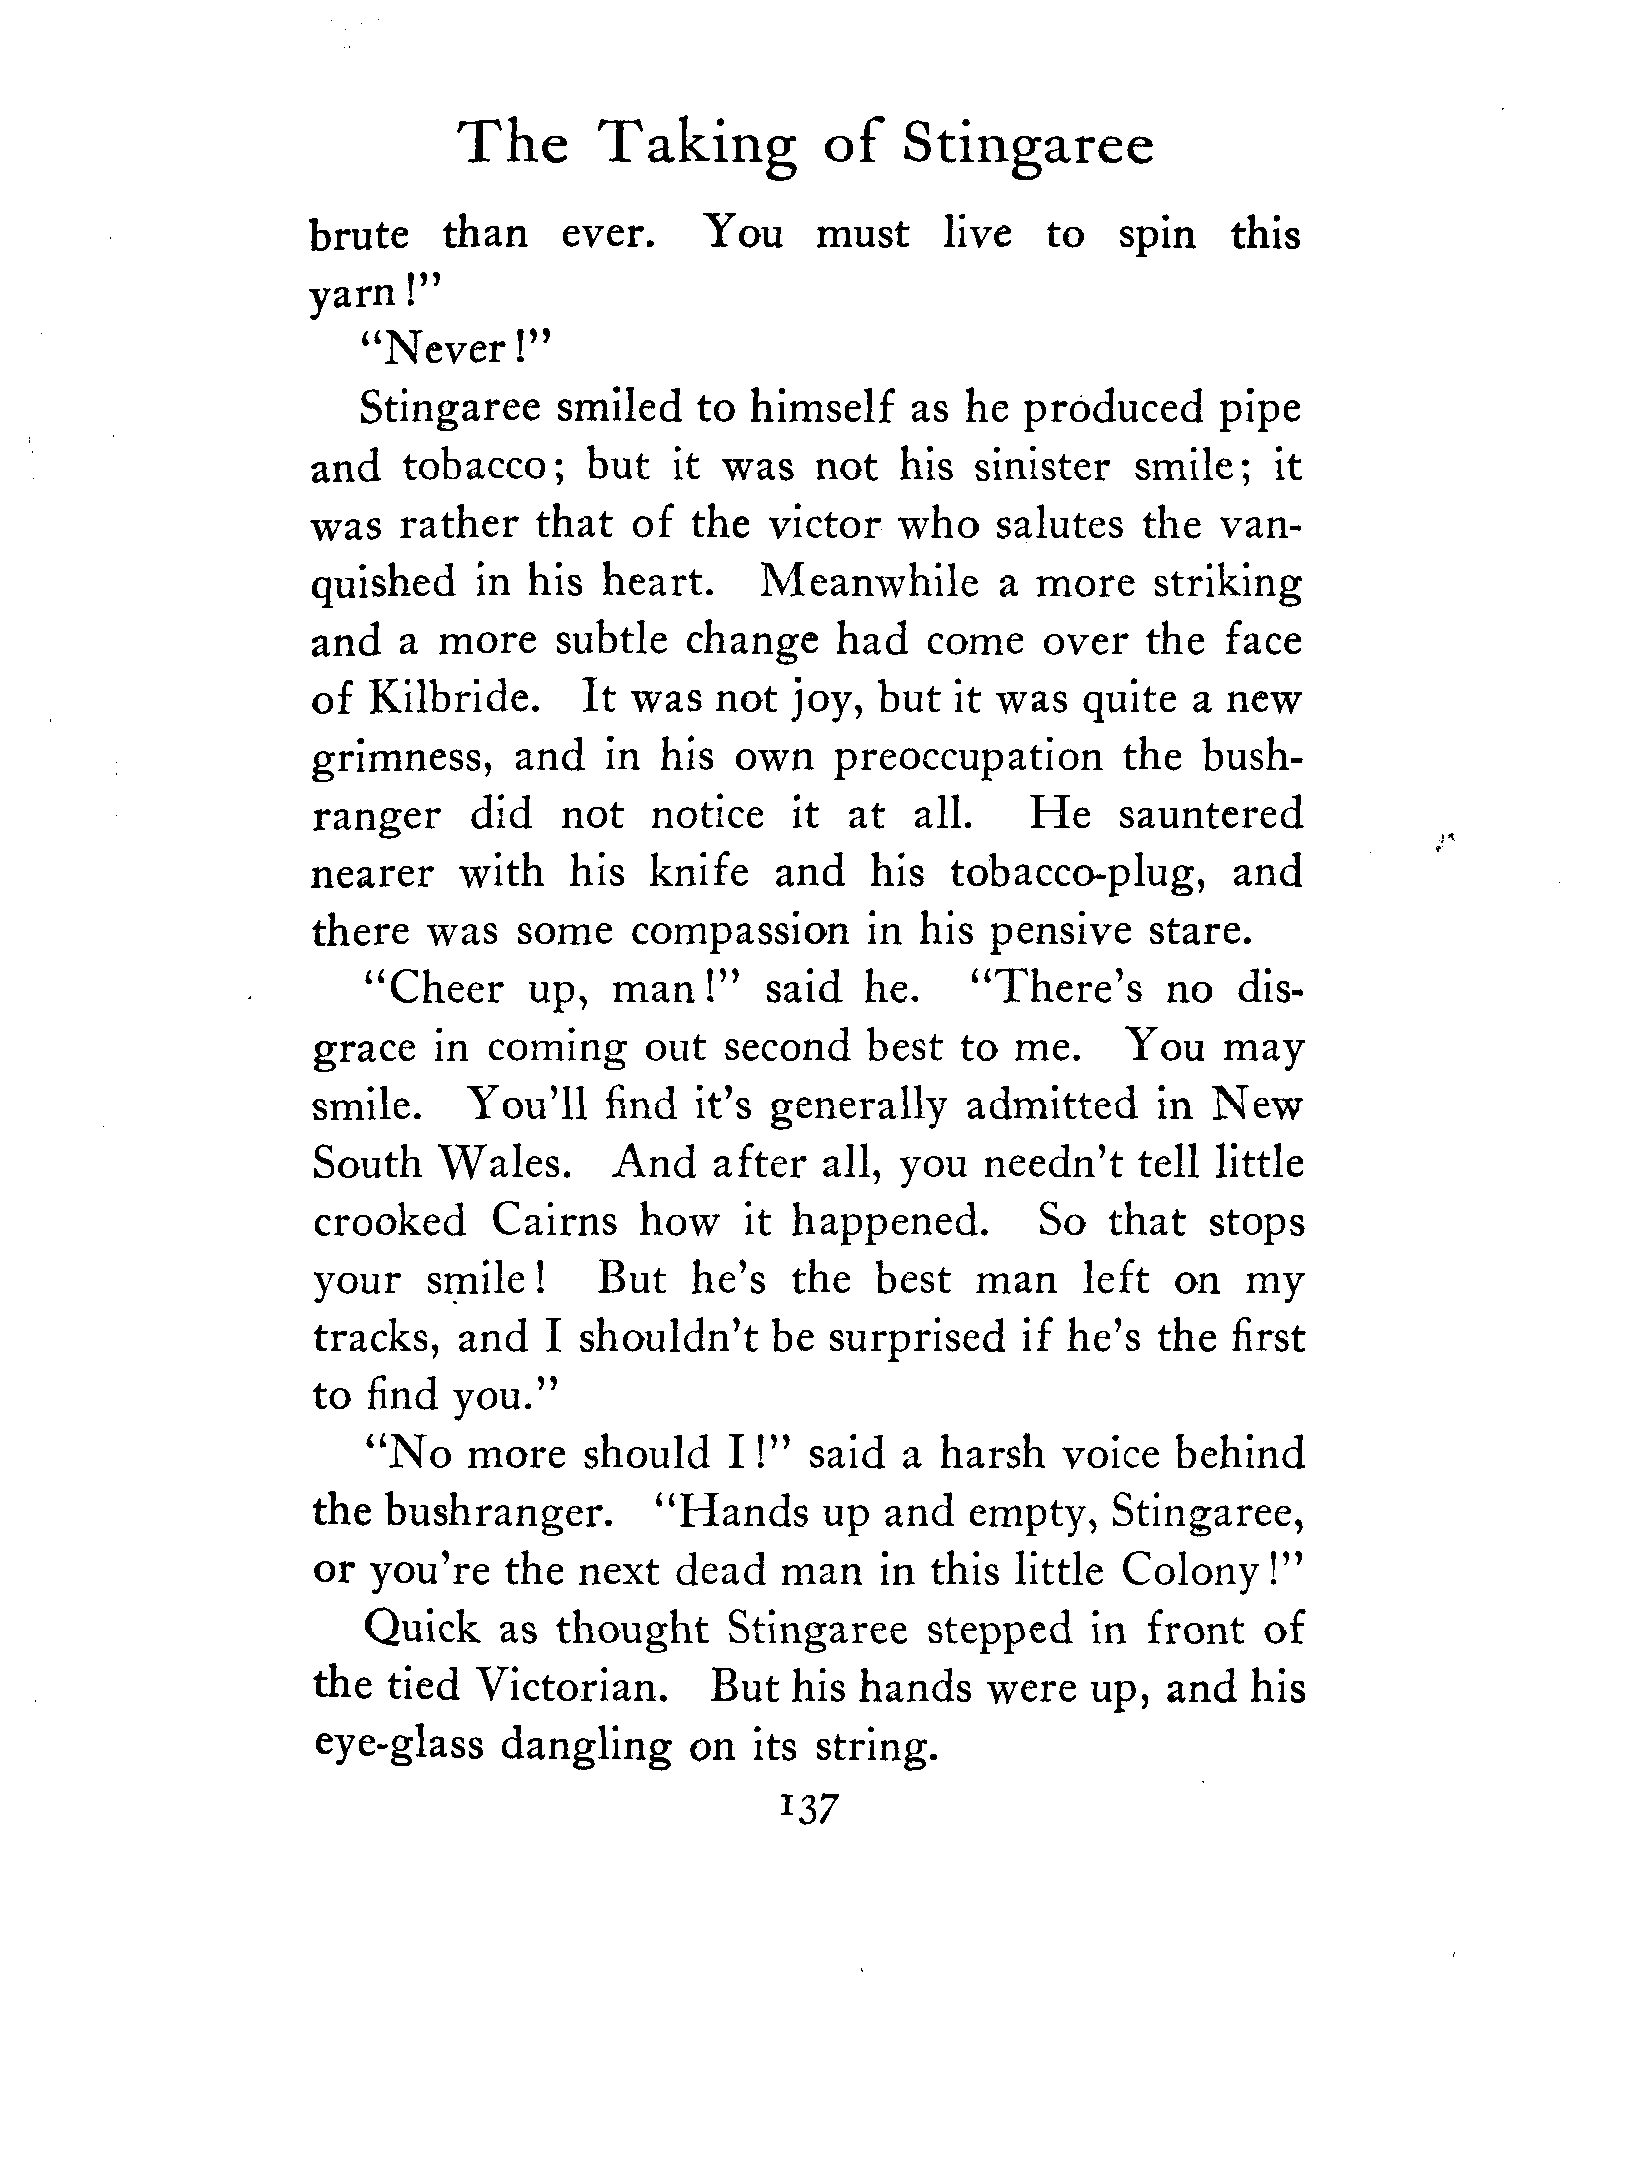 The Taking of Stingaree
brute than ever. You must live to spin this
yarn!"
"Never!"
Stingaree smiled to himself as he produced pipe
and tobacco; but it was not his sinister smile; it
was rather that of the victor who salutes the van-
quished in his heart. Meanwhile a more striking
and a more subtle change had come over the face
of Kilbride. It was not joy, but it was quite a new
grimness, and in his own preoccupation the bush-
ranger did not notice it at all. He sauntered
nearer with his knife and his tobacco-plug, and
there was some compassion in his pensive stare.
"Cheer up, man!" said he. "There's no dis-
grace in coming out second best to me. You may
smile. You'll find it's generally admitted in New
South Wales. And after all, you needn't tell little
crooked Cairns how it happened. So that stops
your smile! But he's the best man left on my
tracks, and I shouldn't be surprised if he's the first
to find you."
"No more should I!" said a harsh voice behind
the bushranger. "Hands up and empty, Stingaree,
or you're the next dead man in this little Colony!"
Quick as thought Stingaree stepped in front of
the tied Victorian. But his hands were up, and his
eye-glass dangling on its string.
137